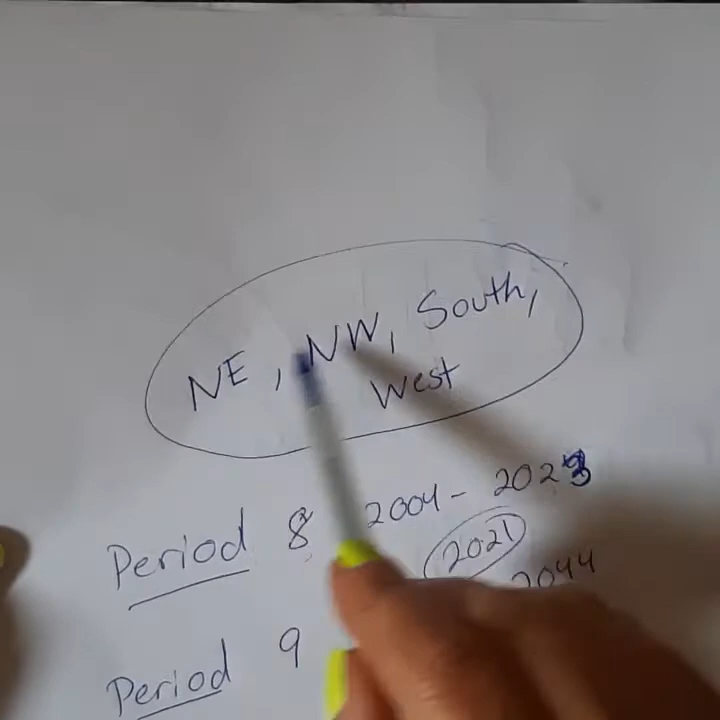 NE, NW, South,
West
Period 8 2004 - 2023
2021
Period 9 2044